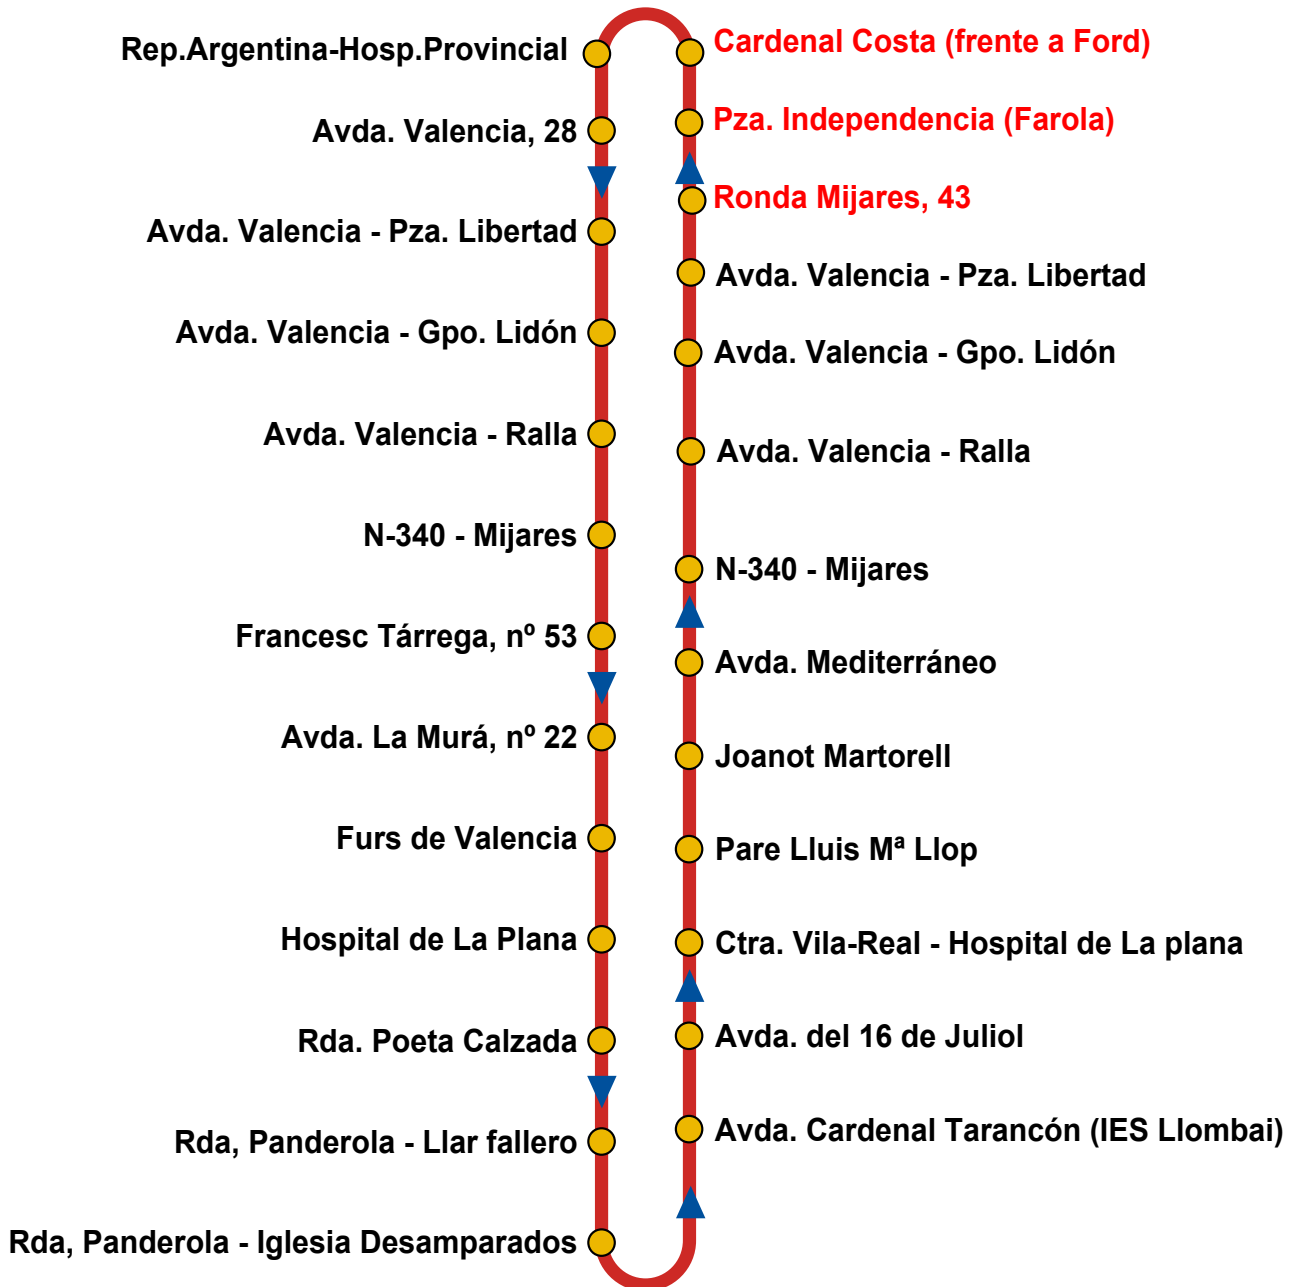 Rep.Argentina-Hosp.Provincial
Avda. Valencia, 28
Avda. Valencia - Pza. Libertad
Avda. Valencia - Gpo. Lidón
Avda. Valencia - Ralla
N-340 - Mijares
Francesc Tárrega, nº 53
Avda. La Murá, nº 22
Furs de Valencia
Hospital de La Plana
Rda. Poeta Calzada
Rda, Panderola - Llar fallero
Rda, Panderola - Iglesia Desamparados
Cardenal Costa (frente a Ford)
Pza. Independencia (Farola)
Ronda Mijares, 43
Avda. Valencia - Pza. Libertad
Avda. Valencia - Gpo. Lidón
Avda. Valencia - Ralla
N-340 - Mijares
Avda. Mediterráneo
Joanot Martorell
Pare Lluis Mª Llop
Ctra. Vila-Real - Hospital de La plana
Avda. del 16 de Juliol
Avda. Cardenal Tarancón (IES Llombai)